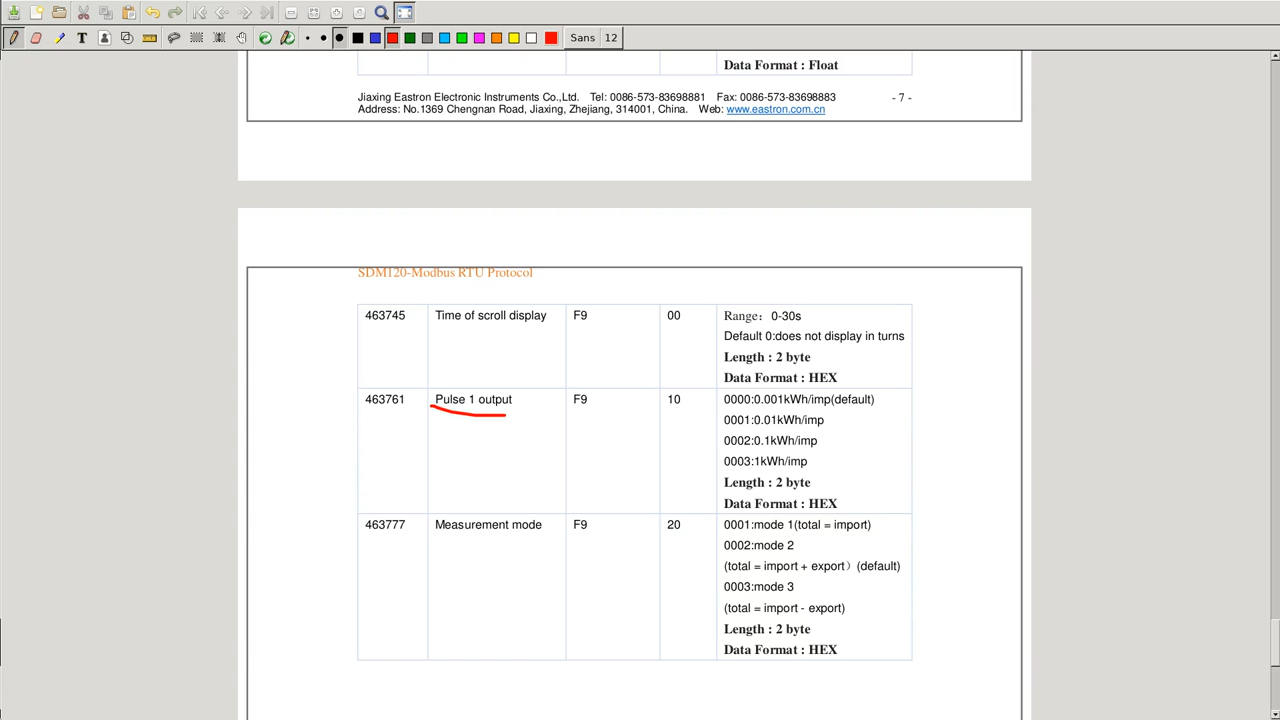 Sans 12
Data Format : Float
Jiaxing Eastron Electronic Instruments Co.,Ltd. Tel: 0086-573-83698881 Fax: 0086-573-83698883 - 7 -
Address: No.1369 Chengnan Road, Jiaxing, Zhejiang, 314001, China. Web: www.eastron.com.cn
SDM120-Modbus RTU Protocol
463745 Time of scroll display F9 00 Range：0-30s
Default 0:does not display in turns
Length : 2 byte
Data Format : HEX
463761 Pulse 1 output F9 10 0000:0.001kWh/imp(default)
0001:0.01kWh/imp
0002:0.1kWh/imp
0003:1kWh/imp
Length : 2 byte
Data Format : HEX
463777 Measurement mode F9 20 0001:mode 1(total = import)
0002:mode 2
(total = import + export）(default)
0003:mode 3
(total = import - export)
Length : 2 byte
Data Format : HEX